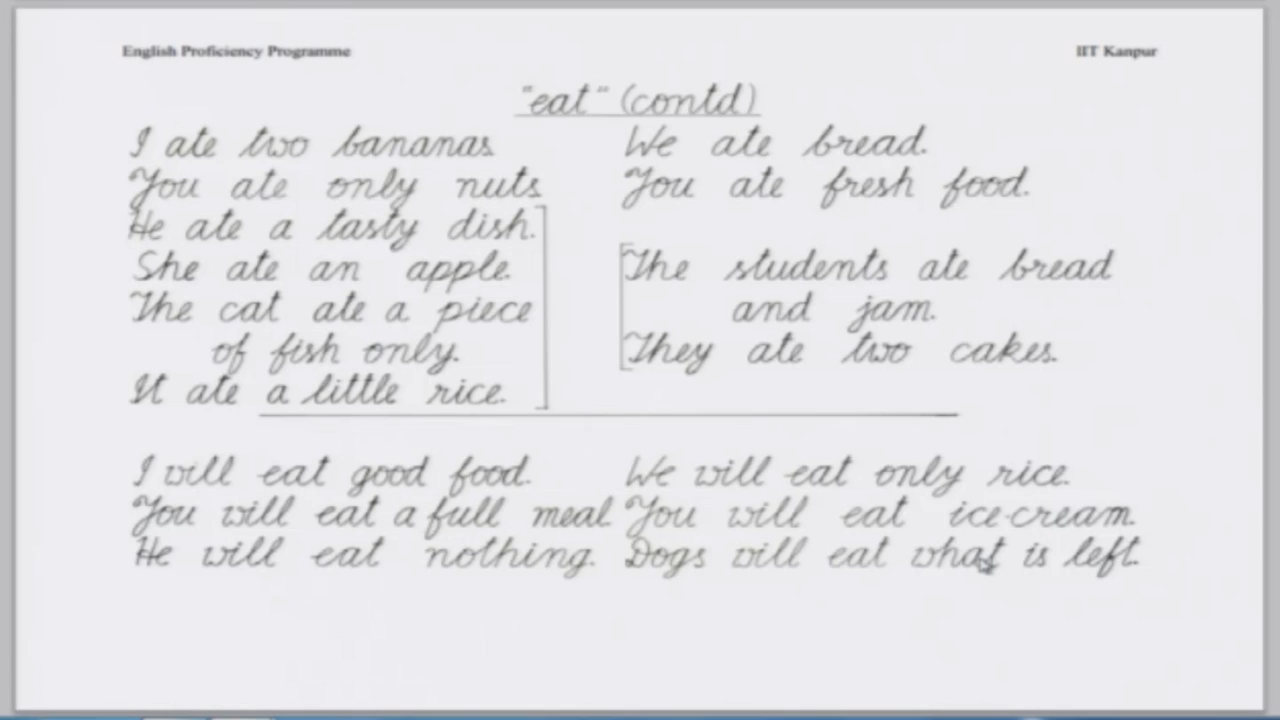 English Proficiency Programme
IIT Kanpur
"eat" (contd)
I ate two bananas
You ate only nuts.
He ate a tasty dish.
She ate an apple.
The cat ate a piece
of fish only.
It ate a little rice.
We ate bread.
You ate fresh food.
The students ate bread
and jam.
They ate two cakes.
I will eat good food.
You will eat a full meal.
He will eat nothing.
We will eat only rice.
You will eat ice-cream.
Dogs will eat what is left.